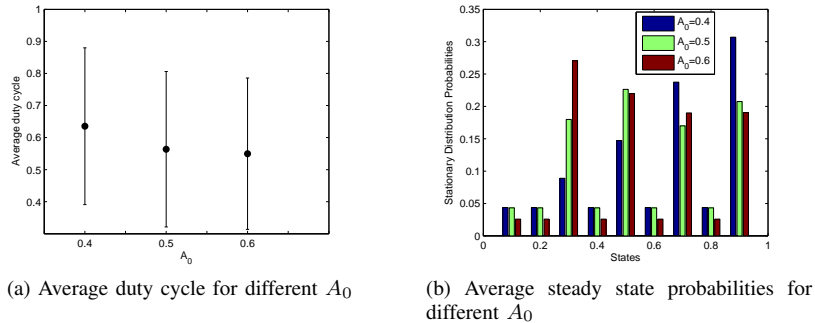 1
0.9
0.8
0.7
0.6
0.5
0.4
Average duty cycle
0.4
0.5
0.6
A0
(a) Average duty cycle for different A0
0.4
0.35
0.3
0.25
0.2
0.15
0.1
0.05
0
Stationary Distribution Probabilities
A0=0.4
A0=0.5
A0=0.6
0
0.2
0.4
0.6
0.8
1
States
(b) Average steady state probabilities for
different A0